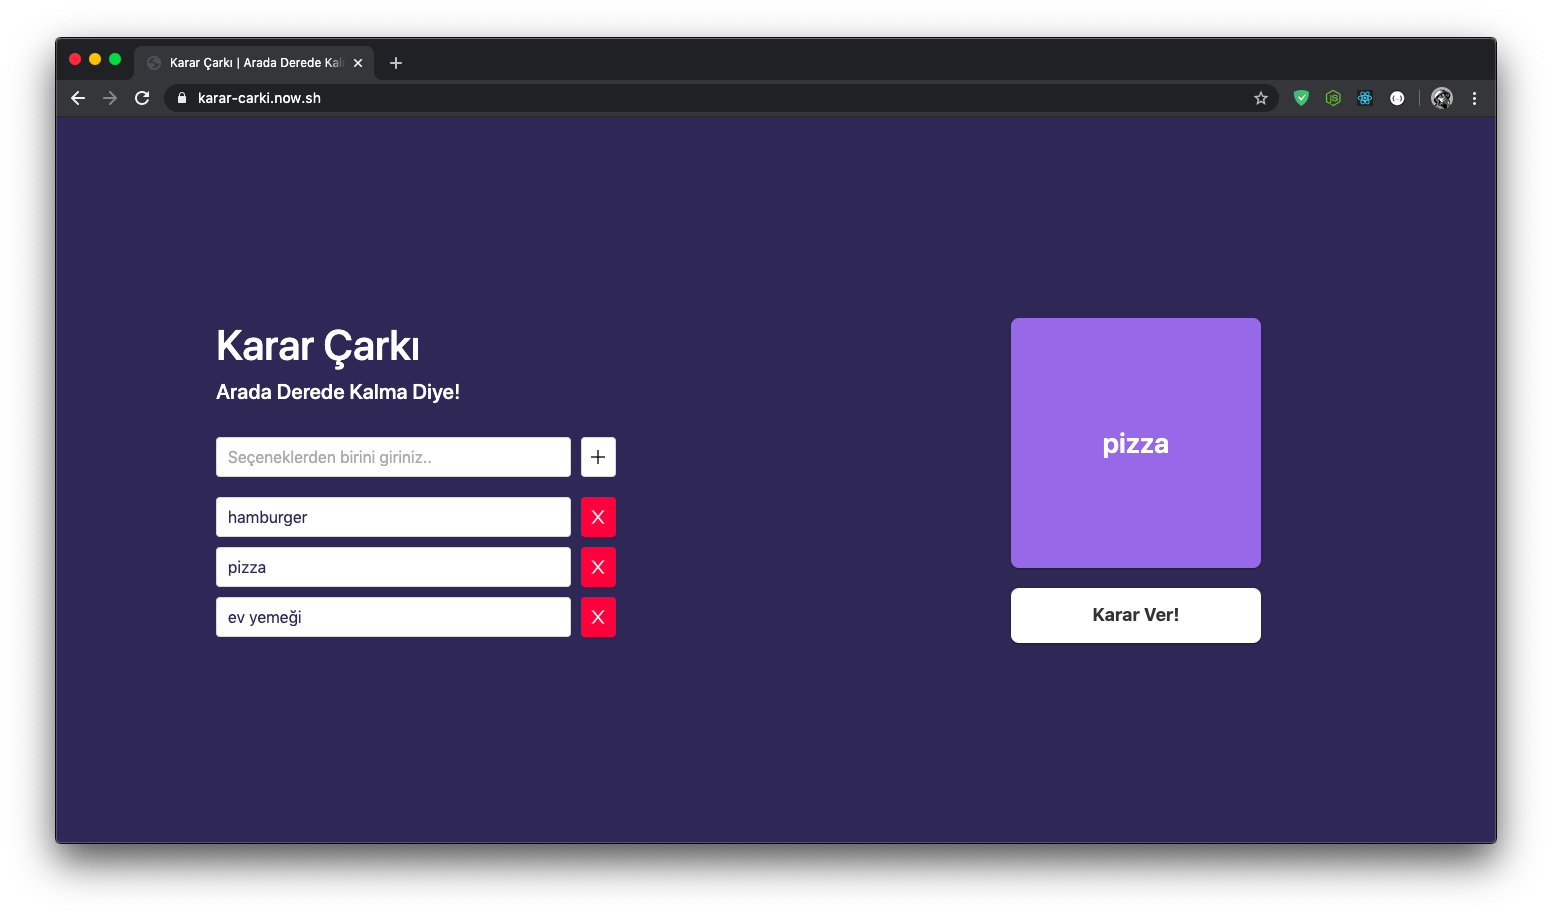 Karar Çarkı | Arada Derede Kal
karar-carki.now.sh
Karar Çarkı
Arada Derede Kalma Diye!
Seçeneklerden birini giriniz..
hamburger
pizza
ev yemeği
pizza
Karar Ver!